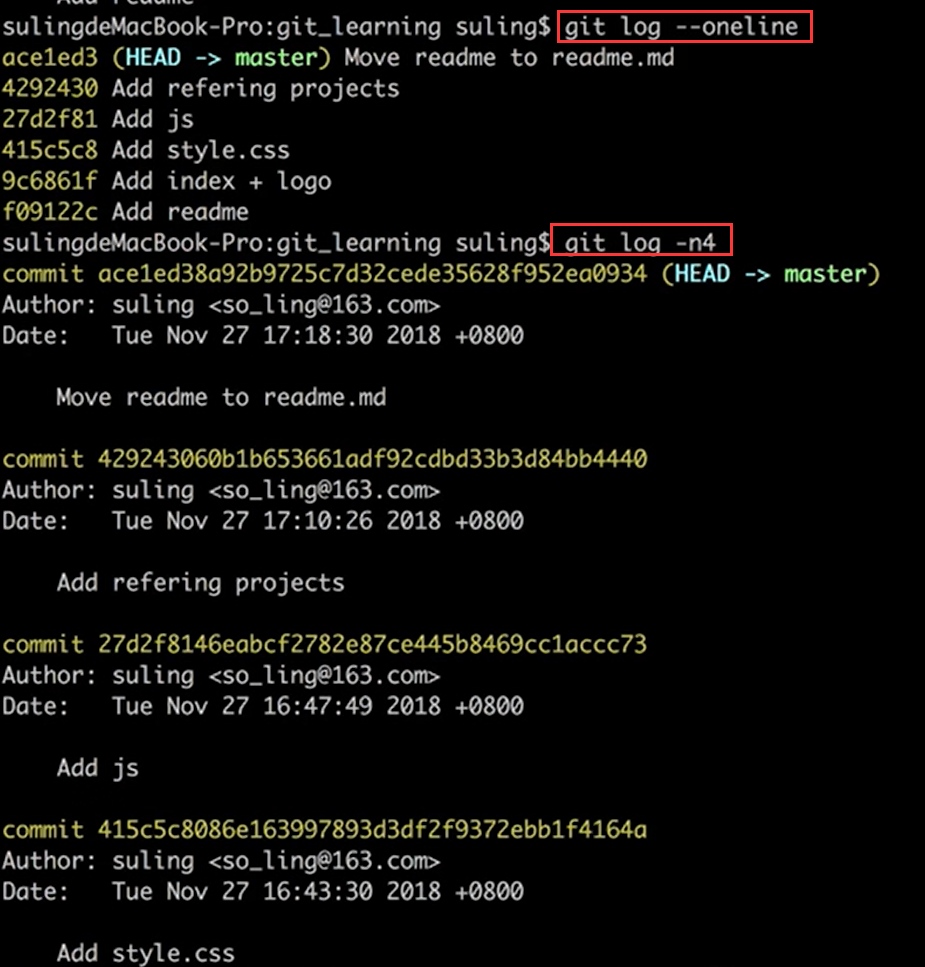 Add readme
sulingdeMacBook-Pro:git_learning suling$ git log --oneline
ace1ed3 (HEAD -> master) Move readme to readme.md
4292430 Add refering projects
27d2f81 Add js
415c5c8 Add style.css
9c6861f Add index + logo
f09122c Add readme
sulingdeMacBook-Pro:git_learning suling$ git log -n4
commit ace1ed38a92b9725c7d32cede35628f952ea0934 (HEAD -> master)
Author: suling <so_ling@163.com>
Date:   Tue Nov 27 17:18:30 2018 +0800
Move readme to readme.md
commit 429243060b1b653661adf92cdbd33b3d84bb4440
Author: suling <so_ling@163.com>
Date:   Tue Nov 27 17:10:26 2018 +0800
Add refering projects
commit 27d2f8146eabcf2782e87ce445b8469cc1accc73
Author: suling <so_ling@163.com>
Date:   Tue Nov 27 16:47:49 2018 +0800
Add js
commit 415c5c8086e163997893d3df2f9372ebb1f4164a
Author: suling <so_ling@163.com>
Date:   Tue Nov 27 16:43:30 2018 +0800
Add style.css